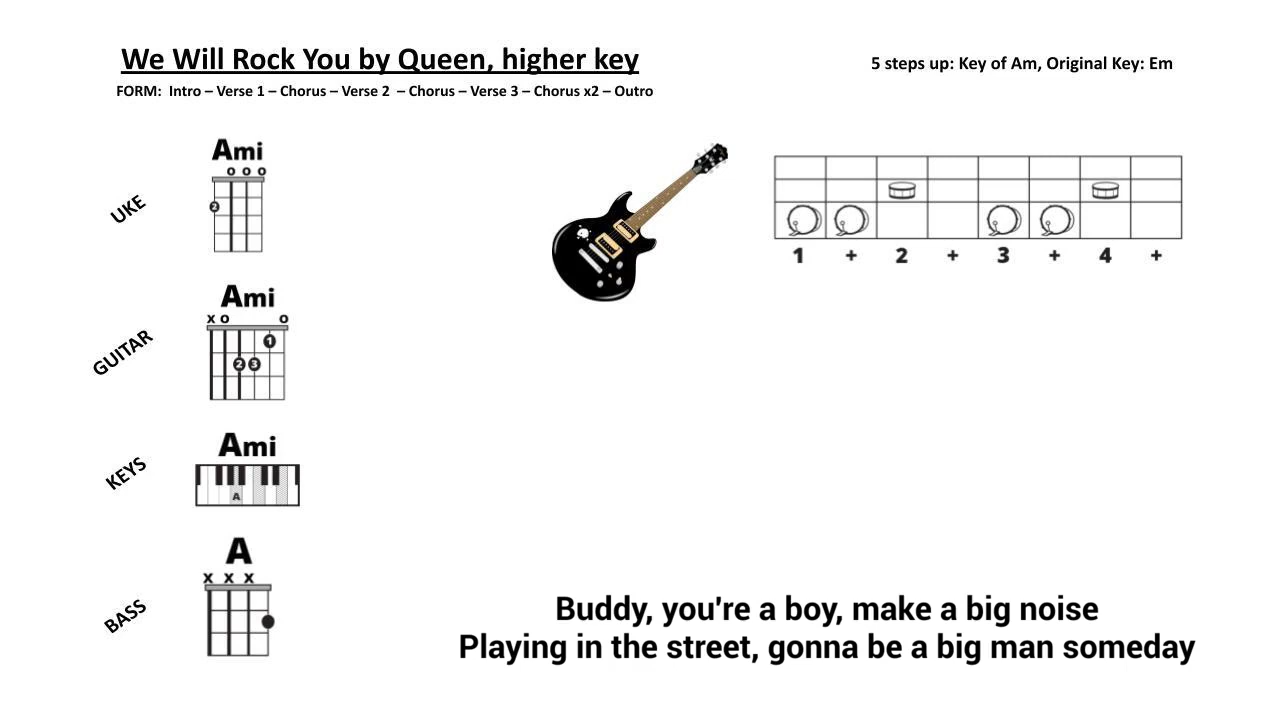 We Will Rock You by Queen, higher key
5 steps up: Key of Am, Original Key: Em
FORM:  Intro – Verse 1 – Chorus – Verse 2  – Chorus – Verse 3 – Chorus x2 – Outro
UKE
Ami
o o o
2
GUITAR
Ami
x o o
1
2 3
KEYS
Ami
A
BASS
A
x x x
1 + 2 + 3 + 4 +
Buddy, you're a boy, make a big noise
Playing in the street, gonna be a big man someday